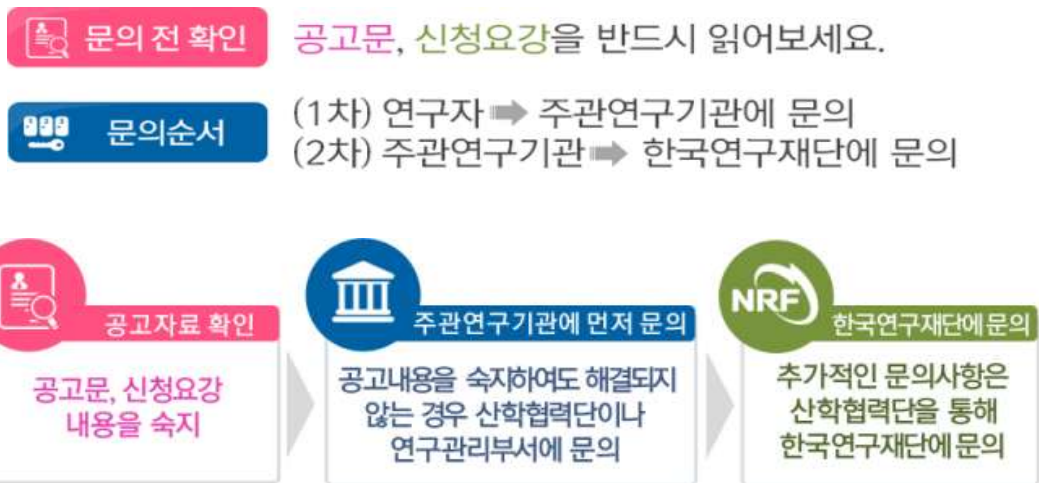 문의 전 확인
공고문, 신청요강을 반드시 읽어보세요.
문의순서
(1차) 연구자 ➡ 주관연구기관에 문의
(2차) 주관연구기관 ➡ 한국연구재단에 문의
공고자료 확인
공고문, 신청요강
내용을 숙지
주관연구기관에 먼저 문의
공고내용을 숙지하여도 해결되지
않는 경우 산학협력단이나
연구관리부서에 문의
NRF
한국연구재단에 문의
추가적인 문의사항은
산학협력단을 통해
한국연구재단에 문의